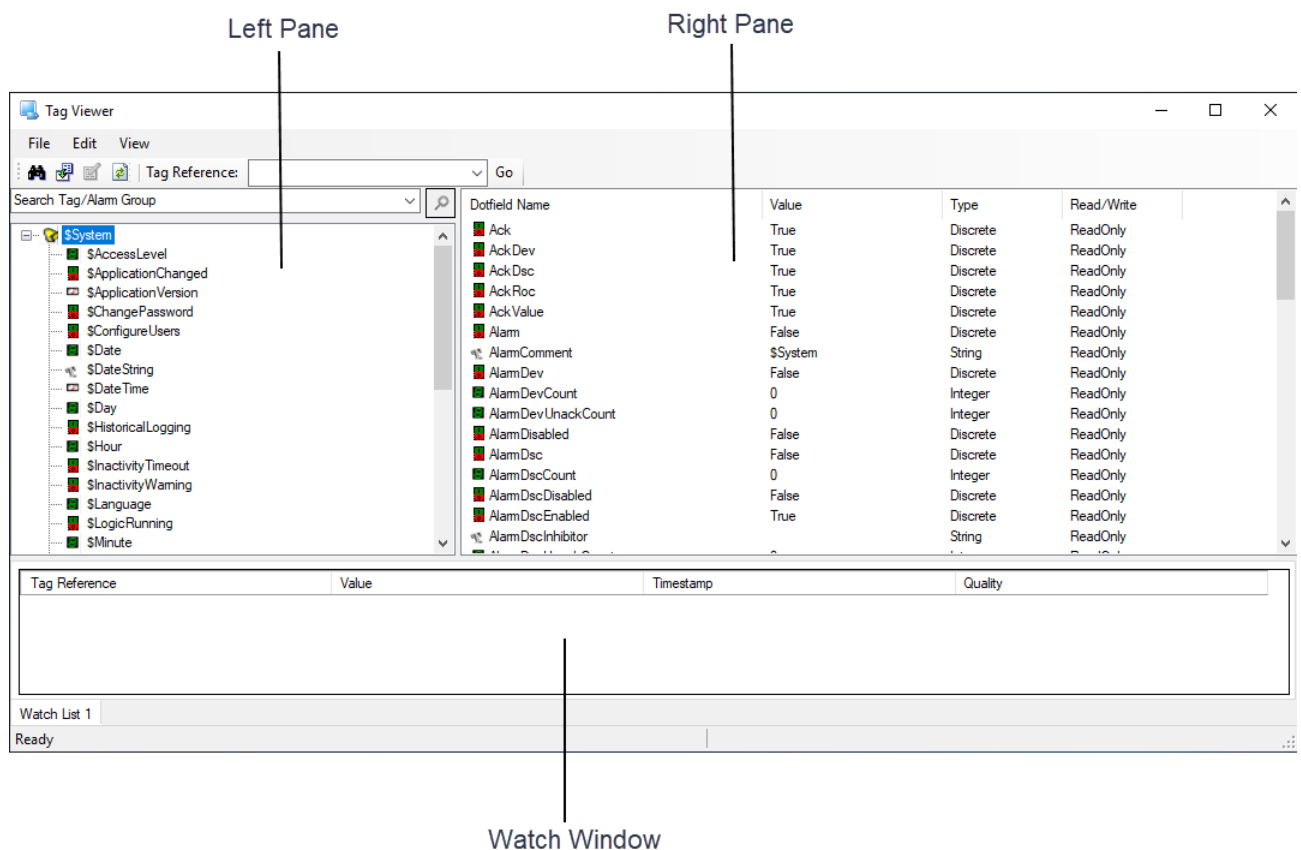 Left Pane
Right Pane
Tag Viewer
File Edit View
Tag Reference: Go
Search Tag/Alarm Group
$System
$AccessLevel
$ApplicationChanged
$ApplicationVersion
$ChangePassword
$ConfigureUsers
$Date
$DateString
$DateTime
$Day
$HistoricalLogging
$Hour
$InactivityTimeout
$InactivityWarning
$Language
$LogicRunning
$Minute
Dotfield Name Value Type Read/Write
Ack True Discrete ReadOnly
AckDev True Discrete ReadOnly
AckDsc True Discrete ReadOnly
AckRoc True Discrete ReadOnly
AckValue True Discrete ReadOnly
Alarm False Discrete ReadOnly
AlarmComment $System String ReadOnly
AlarmDev False Discrete ReadOnly
AlarmDevCount 0 Integer ReadOnly
AlarmDevUnackCount 0 Integer ReadOnly
AlarmDisabled False Discrete ReadOnly
AlarmDsc False Discrete ReadOnly
AlarmDscCount 0 Integer ReadOnly
AlarmDscDisabled False Discrete ReadOnly
AlarmDscEnabled True Discrete ReadOnly
AlarmDscInhibitor String ReadOnly
Tag Reference Value Timestamp Quality
Watch List 1
Ready
Watch Window